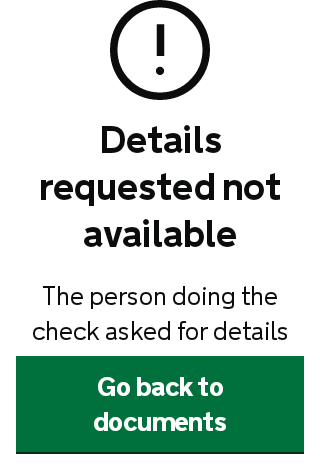 Details
requested not
available
The person doing the
check asked for details
Go back to
documents